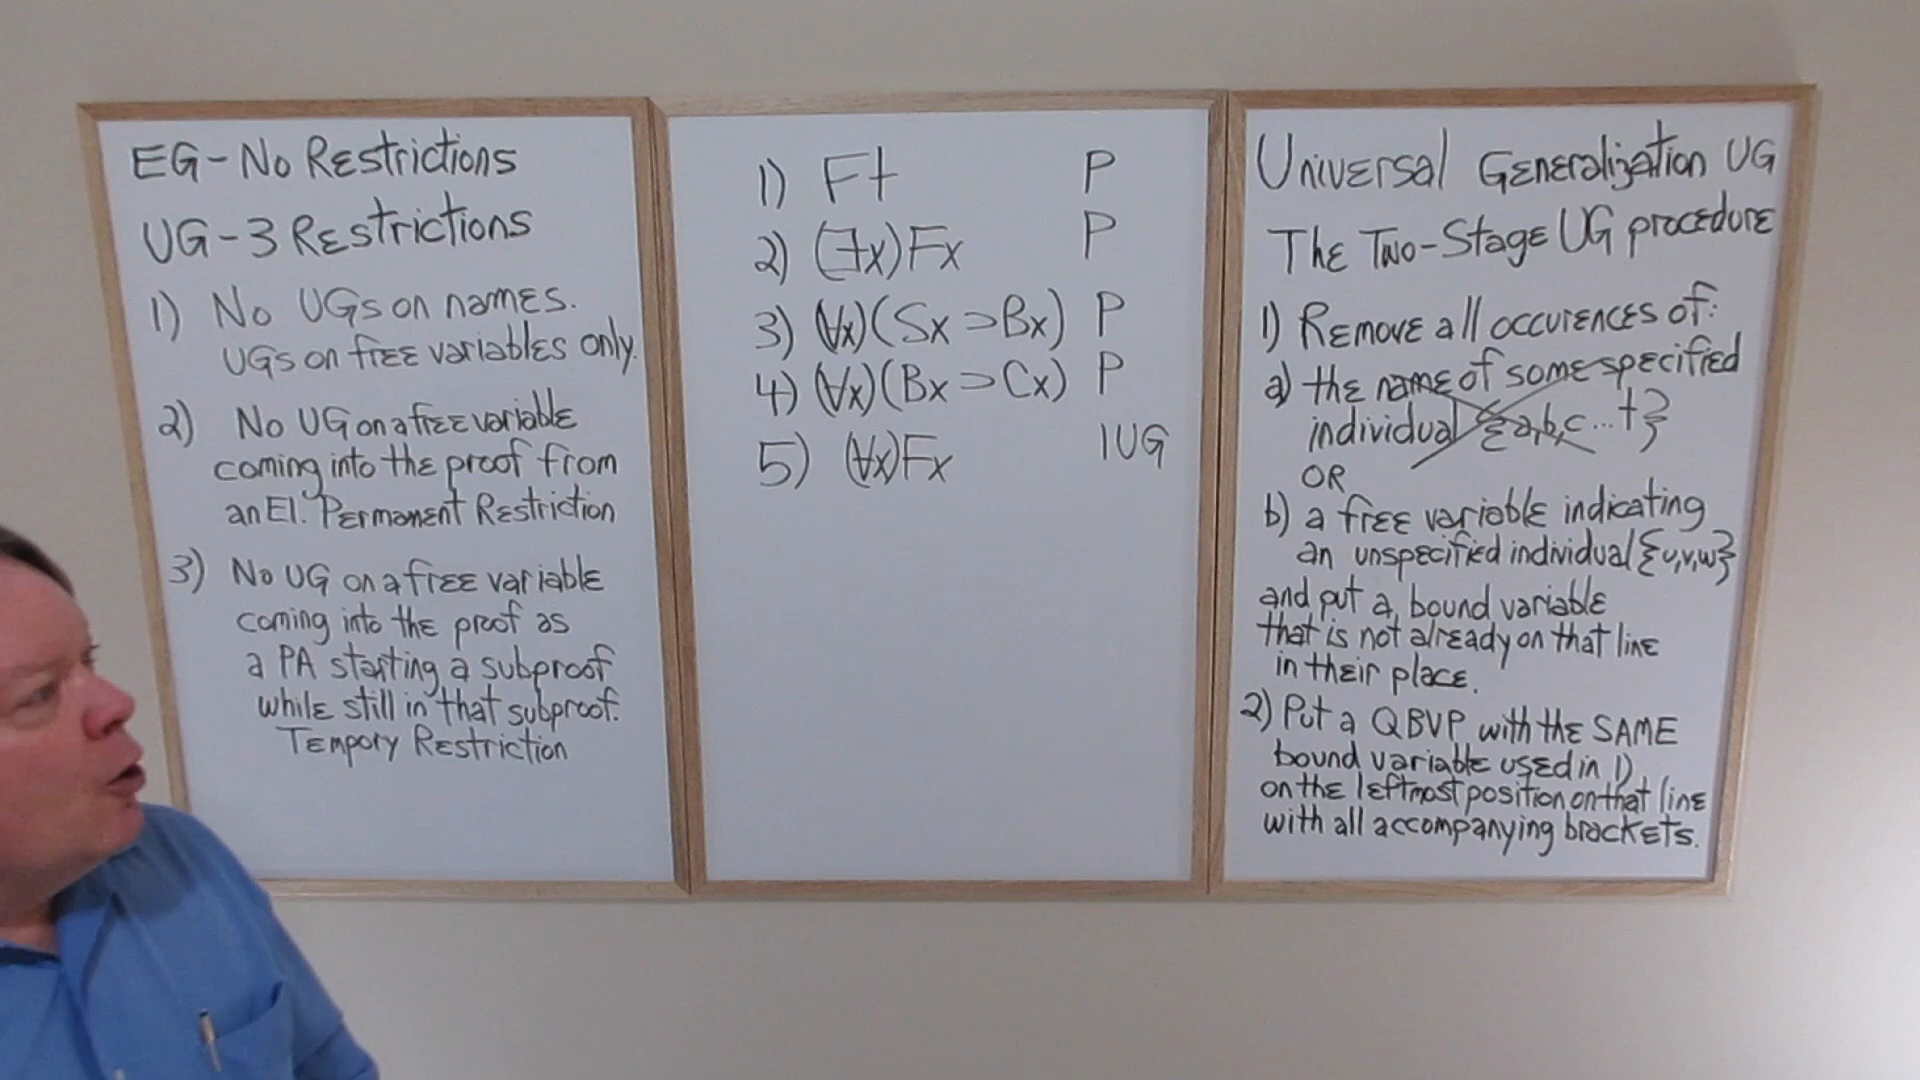 EG-No Restrictions
UG-3 Restrictions
1) No UGs on names.
UGs on free variables only.
2) No UG on a free variable
coming into the proof from
an EI. Permanent Restriction
3) No UG on a free variable
coming into the proof as
a PA starting a subproof
while still in that subproof.
Tempory Restriction
1) Ft P
2) (∃x)Fx P
3) (∀x)(Sx⊃Bx) P
4) (∀x)(Bx⊃Cx) P
5) (∀x)Fx 1UG
Universal Generalization UG
The Two-Stage UG procedure
1) Remove all occurences of:
a) the name of some specified
individual {a,b,c...t}
OR
b) a free variable indicating
an unspecified individual {u,v,w}
and put a bound variable
that is not already on that line
in their place.
2) Put a QBVP with the SAME
bound variable used in 1)
on the leftmost position on that line
with all accompanying brackets.